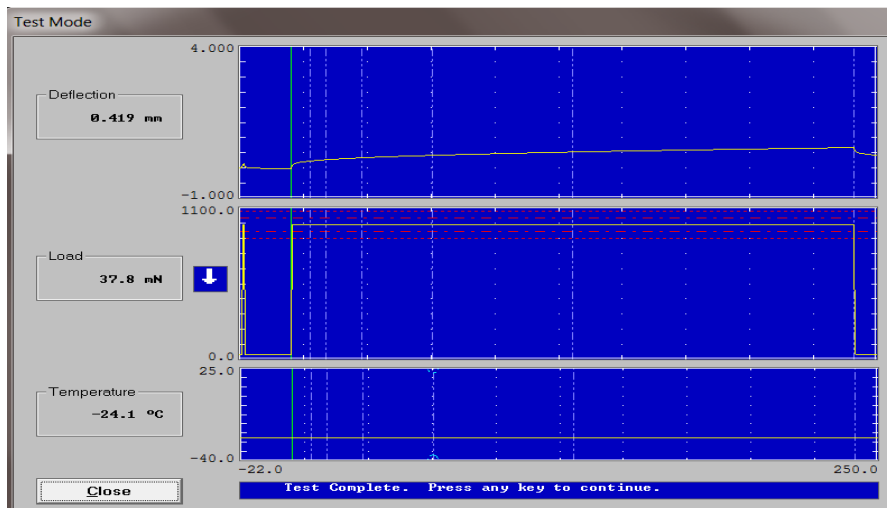 Test Mode
4.000
Deflection
0.419 mm
-1.000
1100.0
Load
37.8 mN
0.0
25.0
Temperature
-24.1 ºC
-40.0
-22.0
250.0
Close
Test Complete. Press any key to continue.